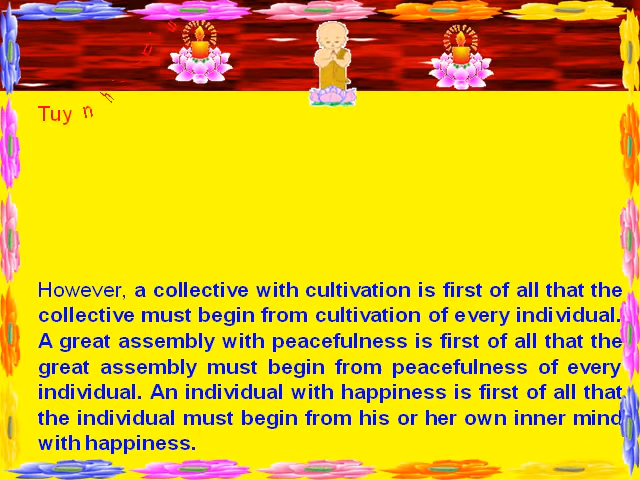 Tuy
However, a collective with cultivation is first of all that the
collective must begin from cultivation of every individual.
A great assembly with peacefulness is first of all that the
great assembly must begin from peacefulness of every
individual. An individual with happiness is first of all that
the individual must begin from his or her own inner mind
with happiness.